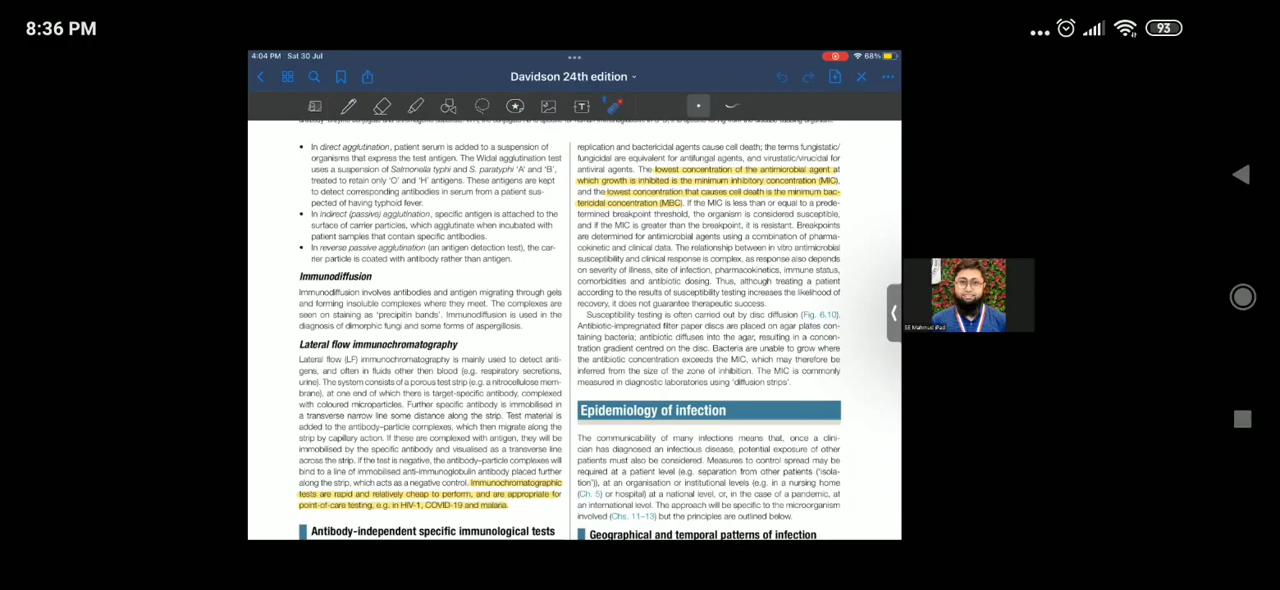 8:36 PM
93
4:04 PM Sat 30 Jul
68%
Davidson 24th edition
• In direct agglutination, patient serum is added to a suspension of
organisms that express the test antigen. The Widal agglutination test
uses a suspension of Salmonella typhi and S. paratyphi 'A' and 'B',
treated to retain only 'O' and 'H' antigens. These antigens are kept
to detect corresponding antibodies in serum from a patient sus-
pected of having typhoid fever.
• In indirect (passive) agglutination, specific antigen is attached to the
surface of carrier particles, which agglutinate when incubated with
patient samples that contain specific antibodies.
• In reverse passive agglutination (an antigen detection test), the car-
rier particle is coated with antibody rather than antigen.
Immunodiffusion
Immunodiffusion involves antibodies and antigen migrating through gels
and forming insoluble complexes where they meet. The complexes are
seen on staining as 'precipitin bands'. Immunodiffusion is used in the
diagnosis of dimorphic fungi and some forms of aspergillosis.
Lateral flow immunochromatography
Lateral flow (LF) immunochromatography is mainly used to detect anti-
gens, and often in fluids other then blood (e.g. respiratory secretions,
urine). The system consists of a porous test strip (e.g. a nitrocellulose mem-
brane), at one end of which there is target-specific antibody, complexed
with coloured microparticles. Further specific antibody is immobilised in
a transverse narrow line some distance along the strip. Test material is
added to the antibody–particle complexes, which then migrate along the
strip by capillary action. If these are complexed with antigen, they will be
immobilised by the specific antibody and visualised as a transverse line
across the strip. If the test is negative, the antibody–particle complexes will
bind to a line of immobilised anti-immunoglobulin antibody placed further
along the strip, which acts as a negative control. Immunochromatographic
tests are rapid and relatively cheap to perform, and are appropriate for
point-of-care testing, e.g. in HIV-1, COVID-19 and malaria.
Antibody-independent specific immunological tests
replication and bactericidal agents cause cell death; the terms fungistatic/
fungicidal are equivalent for antifungal agents, and virustatic/virucidal for
antiviral agents. The lowest concentration of the antimicrobial agent at
which growth is inhibited is the minimum inhibitory concentration (MIC),
and the lowest concentration that causes cell death is the minimum bac-
tericidal concentration (MBC). If the MIC is less than or equal to a prede-
termined breakpoint threshold, the organism is considered susceptible,
and if the MIC is greater than the breakpoint, it is resistant. Breakpoints
are determined for antimicrobial agents using a combination of pharma-
cokinetic and clinical data. The relationship between in vitro antimicrobial
susceptibility and clinical response is complex, as response also depends
on severity of illness, site of infection, pharmacokinetics, immune status,
comorbidities and antibiotic dosing. Thus, although treating a patient
according to the results of susceptibility testing increases the likelihood of
recovery, it does not guarantee therapeutic success.
Susceptibility testing is often carried out by disc diffusion (Fig. 6.10).
Antibiotic-impregnated filter paper discs are placed on agar plates con-
taining bacteria; antibiotic diffuses into the agar, resulting in a concen-
tration gradient centred on the disc. Bacteria are unable to grow where
the antibiotic concentration exceeds the MIC, which may therefore be
inferred from the size of the zone of inhibition. The MIC is commonly
measured in diagnostic laboratories using 'diffusion strips'.
Epidemiology of infection
The communicability of many infections means that, once a clini-
cian has diagnosed an infectious disease, potential exposure of other
patients must also be considered. Measures to control spread may be
required at a patient level (e.g. separation from other patients ('isola-
tion')), at an organisation or institutional levels (e.g. in a nursing home
(Ch. 5) or hospital) at a national level, or, in the case of a pandemic, at
an international level. The approach will be specific to the microorganism
involved (Chs. 11–13) but the principles are outlined below.
Geographical and temporal patterns of infection
SE Mahmud iPad